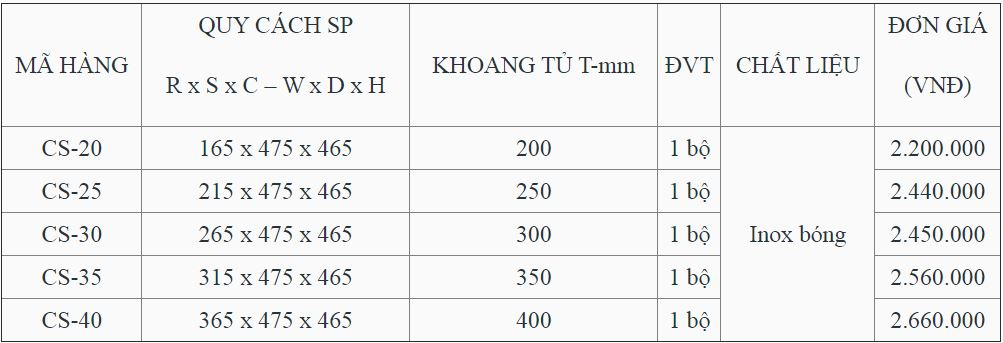 MÃ HÀNG
QUY CÁCH SP
R x S x C – W x D x H
KHOANG TỦ T-mm
ĐVT
CHẤT LIỆU
ĐƠN GIÁ
(VNĐ)
CS-20 165 x 475 x 465 200 1 bộ 2.200.000
CS-25 215 x 475 x 465 250 1 bộ 2.440.000
CS-30 265 x 475 x 465 300 1 bộ Inox bóng 2.450.000
CS-35 315 x 475 x 465 350 1 bộ 2.560.000
CS-40 365 x 475 x 465 400 1 bộ 2.660.000